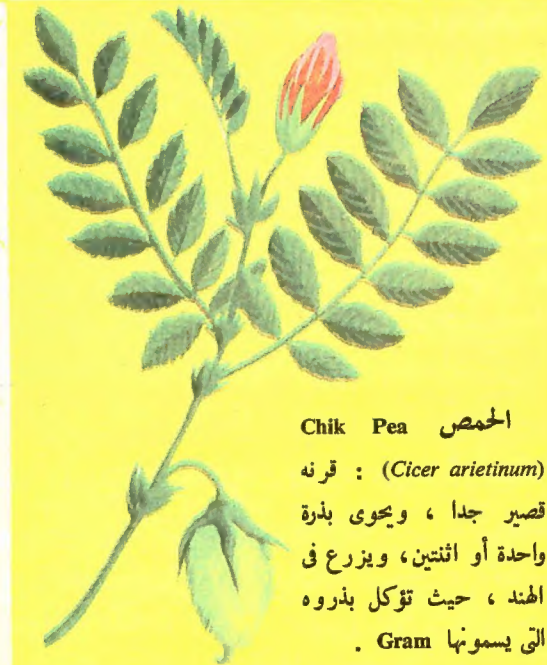 الحمص Chik Pea
(Cicer arietinum) : قرنه
قصير جدا ، ويحوى بذرة
واحدة أو اثنتين ، ويزرع فى
الهند ، حيث تؤكل بذروه
التى يسمونها Gram .